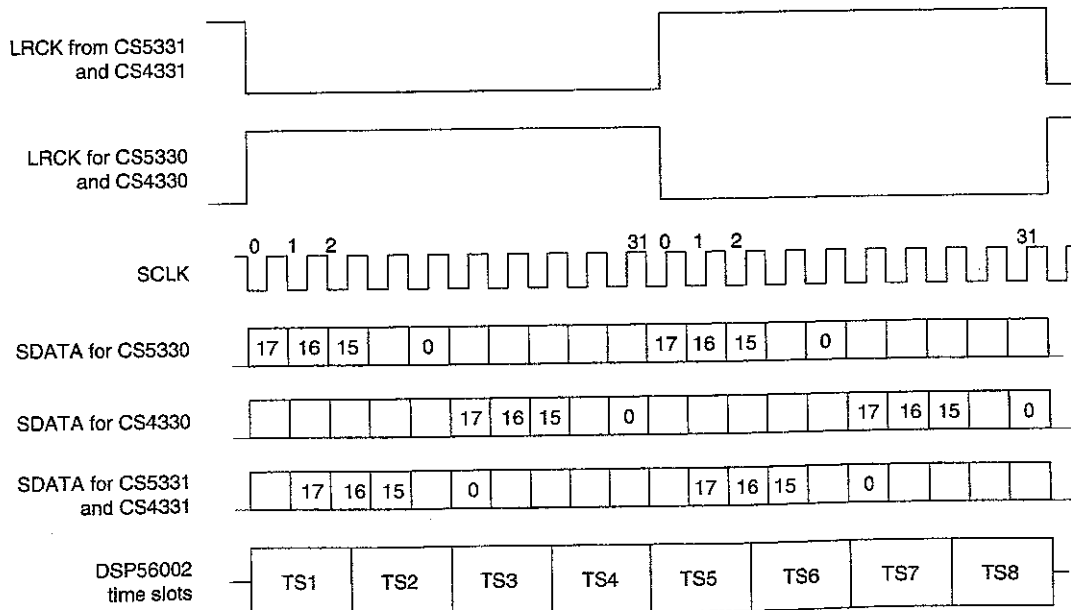 LRCK from CS5331
and CS4331
LRCK for CS5330
and CS4330
0 1 2 31 0 1 2 31
SCLK
SDATA for CS5330
17 16 15 0 17 16 15 0
SDATA for CS4330
17 16 15 0 17 16 15 0
SDATA for CS5331
and CS4331
17 16 15 0 17 16 15 0
DSP56002
time slots
TS1 TS2 TS3 TS4 TS5 TS6 TS7 TS8